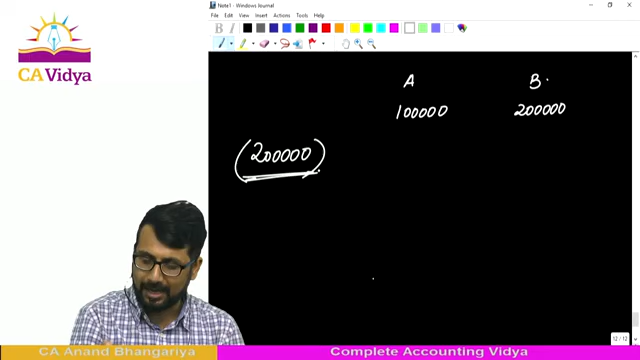 CA Vidya
Note1 - Windows Journal
File Edit View Insert Actions Tools Help
B
A B
100000 200000
(200000)
12 / 12
CA Anand Bhangariya Complete Accounting Vidya